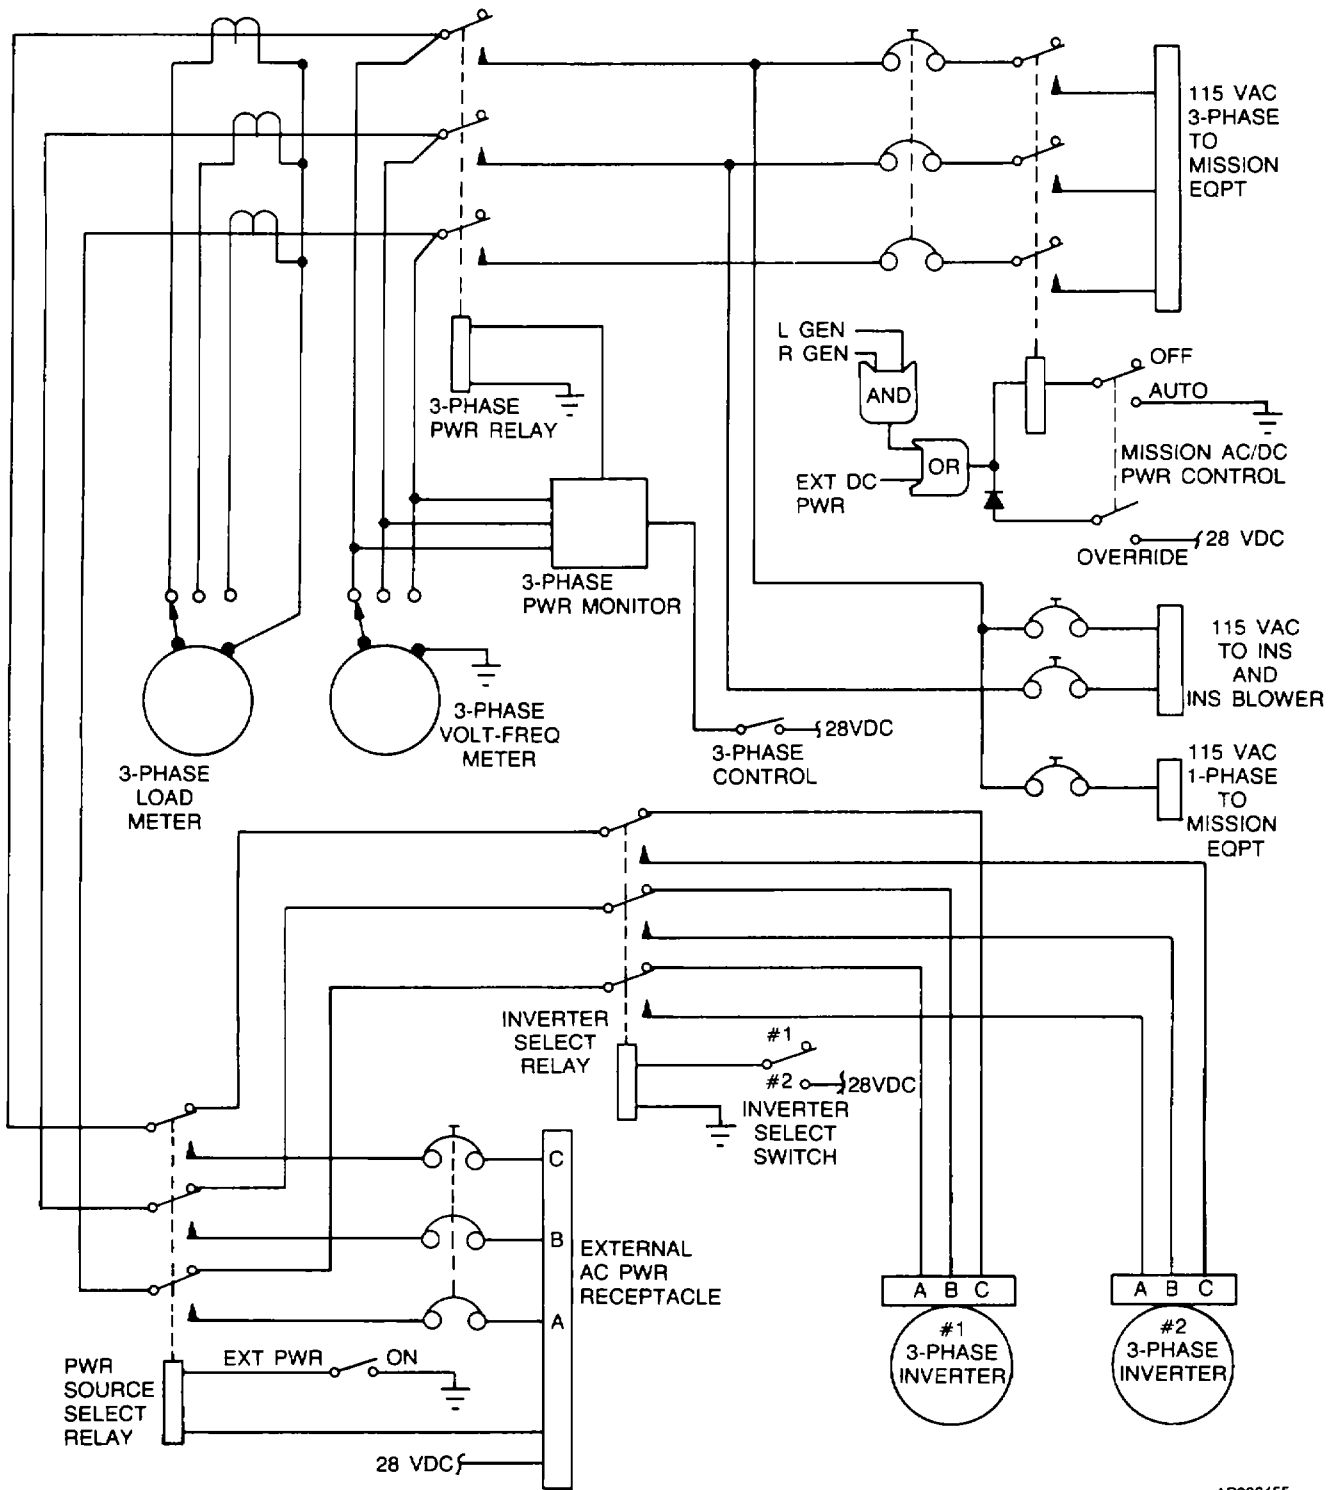 115 VAC
3-PHASE
TO
MISSION
EQPT
L GEN
R GEN
AND
OR
EXT DC
PWR
OFF
AUTO
MISSION AC/DC
PWR CONTROL
28 VDC
OVERRIDE
3-PHASE
PWR RELAY
3-PHASE
PWR MONITOR
115 VAC
TO INS
AND
INS BLOWER
3-PHASE
VOLT-FREQ
METER
28VDC
3-PHASE
CONTROL
3-PHASE
LOAD
METER
115 VAC
1-PHASE
TO
MISSION
EQPT
INVERTER
SELECT
RELAY
#1
#2
28VDC
INVERTER
SELECT
SWITCH
C
B
A
EXTERNAL
AC PWR
RECEPTACLE
A B C
#1
3-PHASE
INVERTER
A B C
#2
3-PHASE
INVERTER
EXT PWR
ON
PWR
SOURCE
SELECT
RELAY
28 VDC